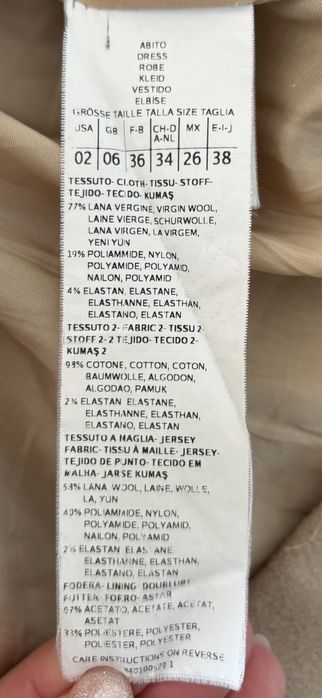 ABITO
DRESS
ROBE
KLEID
VESTIDO
ELBİSE
GRÖSSE TAILLE TALLA SIZE TAGLIA
USA GB F-B CH-D A-NL MX E-I-J
02 06 36 34 26 38
TESSUTO- CLOTH- TISSU- STOFF-
TEJIDO- TECIDO- KUMAŞ
77% LANA VERGINE, VIRGIN WOOL,
LAINE VIERGE, SCHURWOLLE,
LANA VIRGEN, LA VIRGEM,
YENI YÜN
19% POLIAMMIDE, NYLON,
POLYAMIDE, POLYAMID,
NAILON, POLIAMID
4% ELASTAN, ELASTANE,
ELASTHANNE, ELASTHAN,
ELASTANO, ELASTAN
TESSUTO 2- FABRIC 2- TISSU 2-
STOFF 2- 2 TEJIDO- TECIDO 2-
KUMAŞ 2
98% COTONE, COTTON, COTON,
BAUMWOLLE, ALGODON,
ALGODAO, PAMUK
2% ELASTAN, ELASTANE,
ELASTHANNE, ELASTHAN,
ELASTANO, ELASTAN
TESSUTO A MAGLIA- JERSEY
FABRIC- TISSU À MAILLE- JERSEY-
TEJIDO DE PUNTO- TECIDO EM
MALHA- JARSE KUMAŞ
58% LANA, WOOL, LAINE, WOLLE,
LA, YUN
40% POLIAMMIDE, NYLON,
POLYAMIDE, POLYAMID,
NAILON, POLYAMID
2% ELASTAN, ELASTANE,
ELASTHANNE, ELASTHAN,
ELASTANO, ELASTAN
FODERA- LINING- DOUBLURE-
FUTTER- FORRO- ASTAR
67% ACETATO, ACETATE, ACETAT,
ASETAT
33% POLIESTERE, POLYESTER,
POLIESTER, POLYESTER
CARE INSTRUCTIONS ON REVERSE